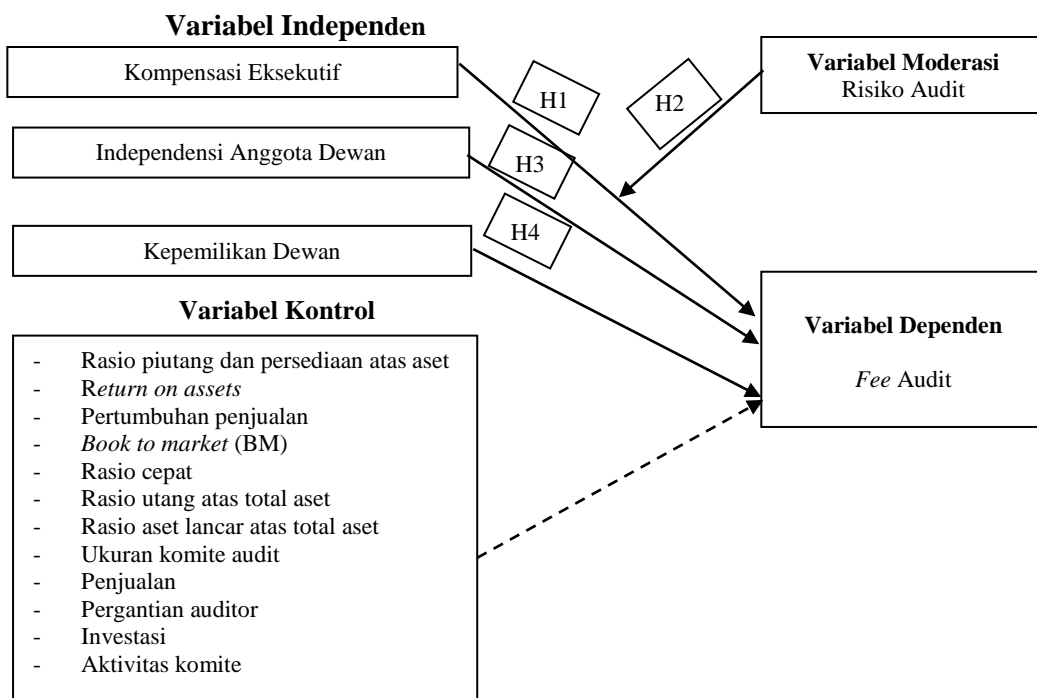 Variabel Independen
Kompensasi Eksekutif
Independensi Anggota Dewan
Kepemilikan Dewan
H1
H2
H3
H4
Variabel Moderasi
Risiko Audit
Variabel Kontrol
- Rasio piutang dan persediaan atas aset
- Return on assets
- Pertumbuhan penjualan
- Book to market (BM)
- Rasio cepat
- Rasio utang atas total aset
- Rasio aset lancar atas total aset
- Ukuran komite audit
- Penjualan
- Pergantian auditor
- Investasi
- Aktivitas komite
Variabel Dependen
Fee Audit